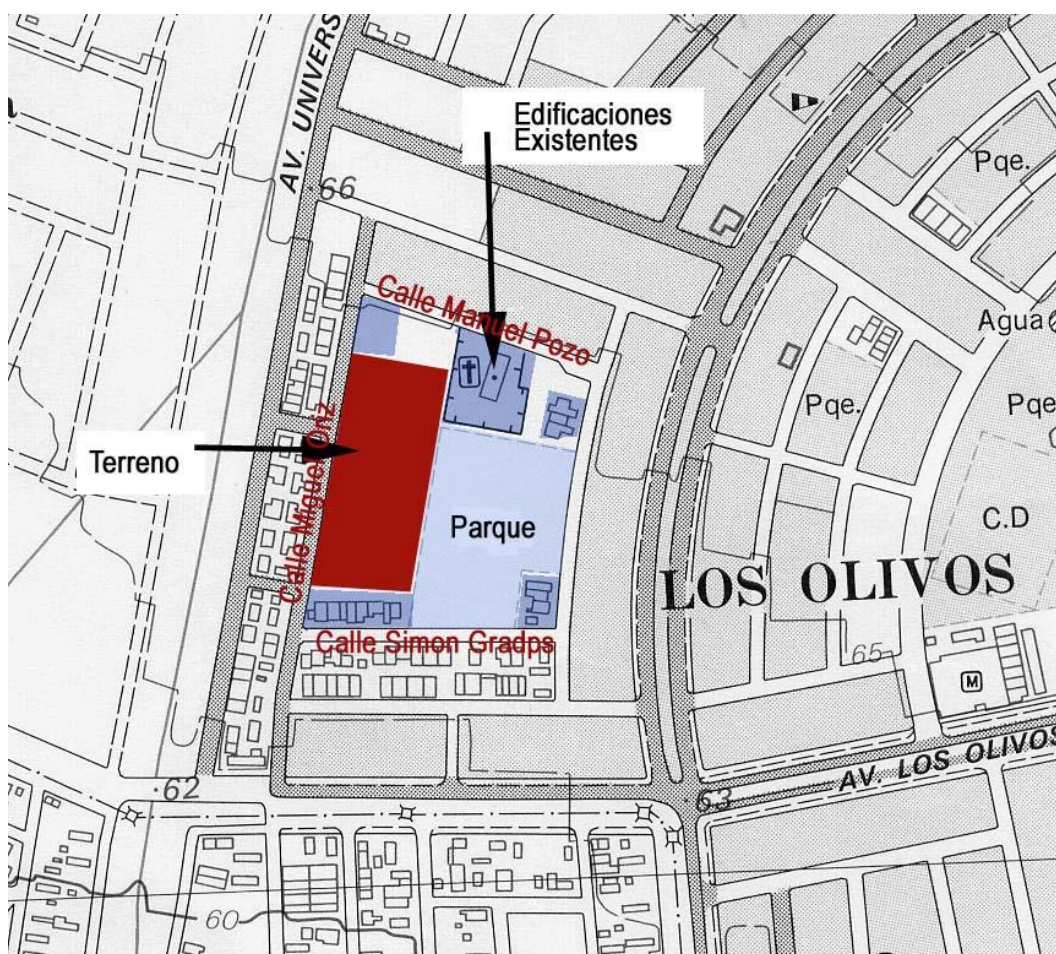 AV. UNIVERS
Edificaciones
Existentes
Pqe.
66
Calle Manuel Pozo
Agua
Pqe.
Pqe
Terreno
Calle Miguel Oriz
Parque
C.D
LOS OLIVOS
Calle Simon Gradps
65
M
AV. LOS OLIVOS
62
63
60